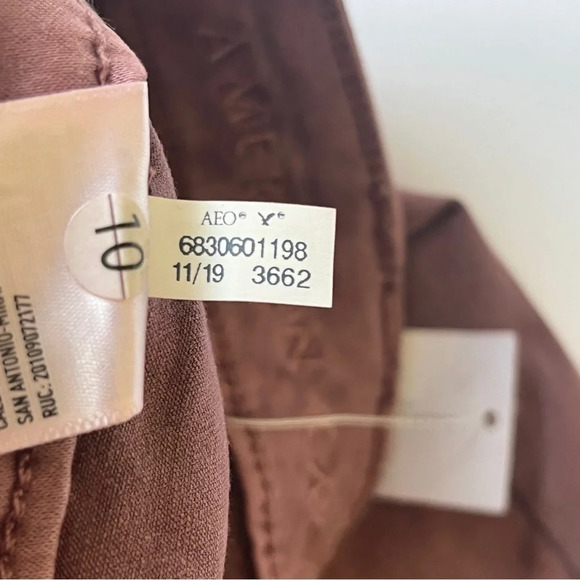 AEO®
6830601198
11/19 3662
10
SAN ANTONIO-
RUC: 20109072177